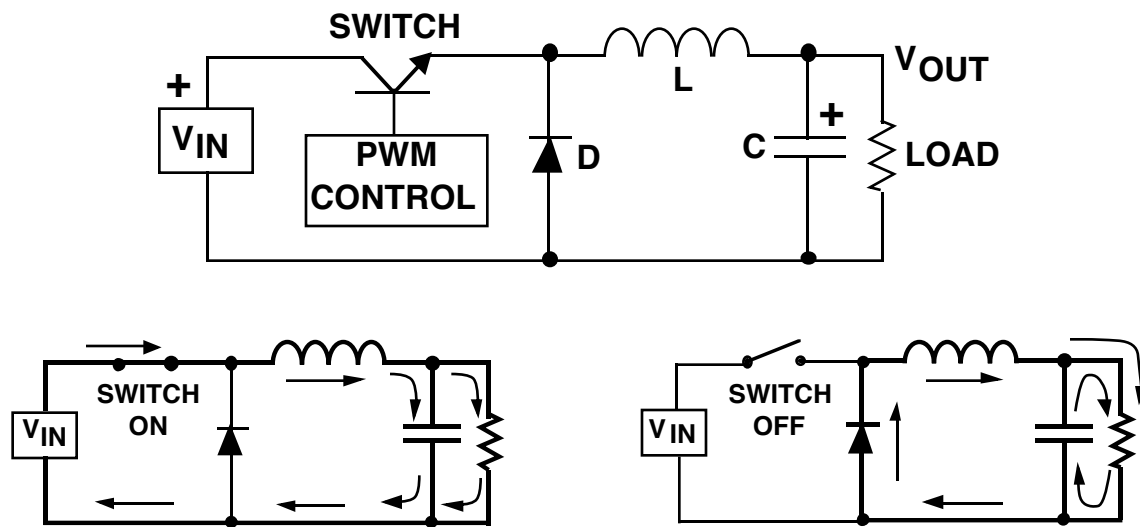 SWITCH
+
V_IN
PWM
CONTROL
D
L
C
+
V_OUT
LOAD
SWITCH
ON
V_IN
SWITCH
OFF
V_IN